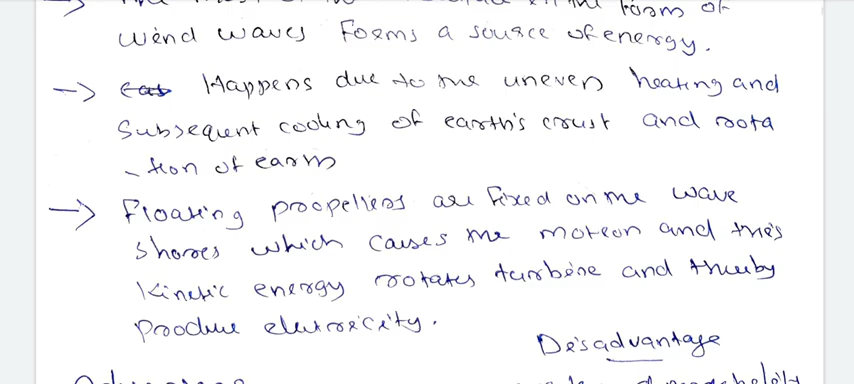 form of
Wind waves Forms a source of energy.
→ Happens due to the uneven heating and
Subsequent cooling of earth's crust and rota
-tion of earth
→ Floating propellers are fixed on the wave
shores which causes the motion and this
Kinetic energy rotates turbine and thereby
Produce electricity.
Disadvantage